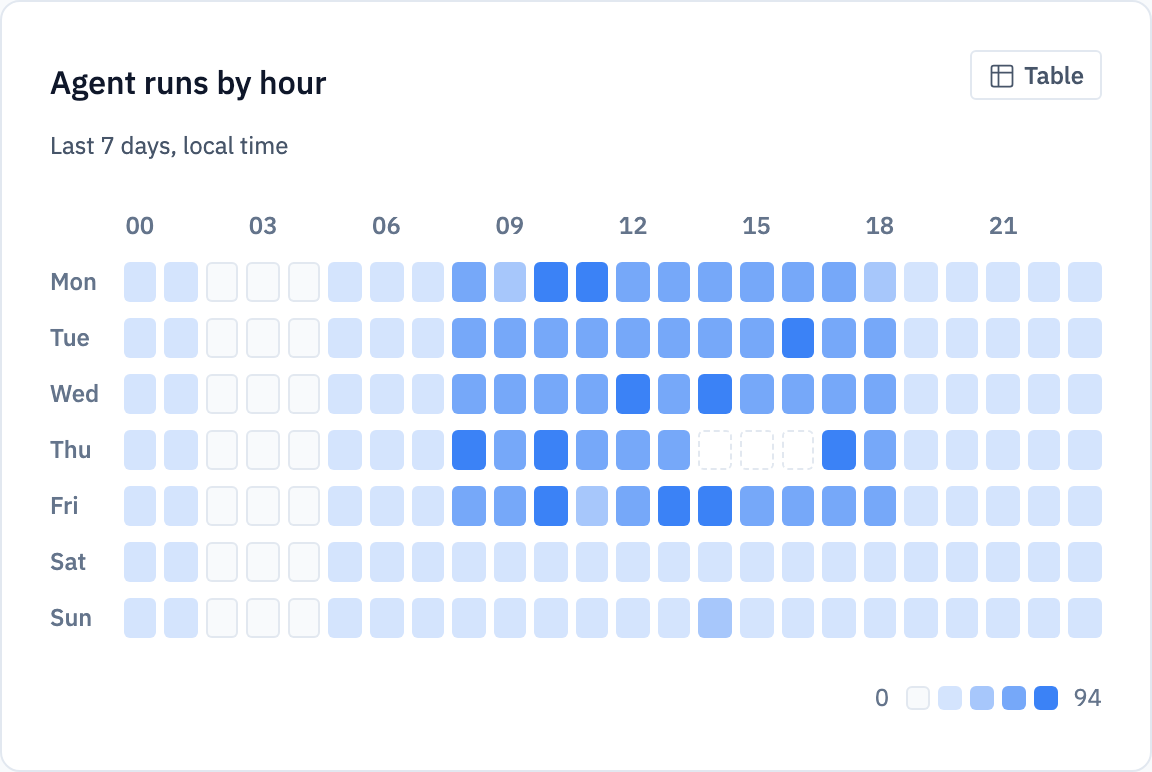 Agent runs by hour
Table
Last 7 days, local time
00 03 06 09 12 15 18 21
Mon
Tue
Wed
Thu
Fri
Sat
Sun
0 94